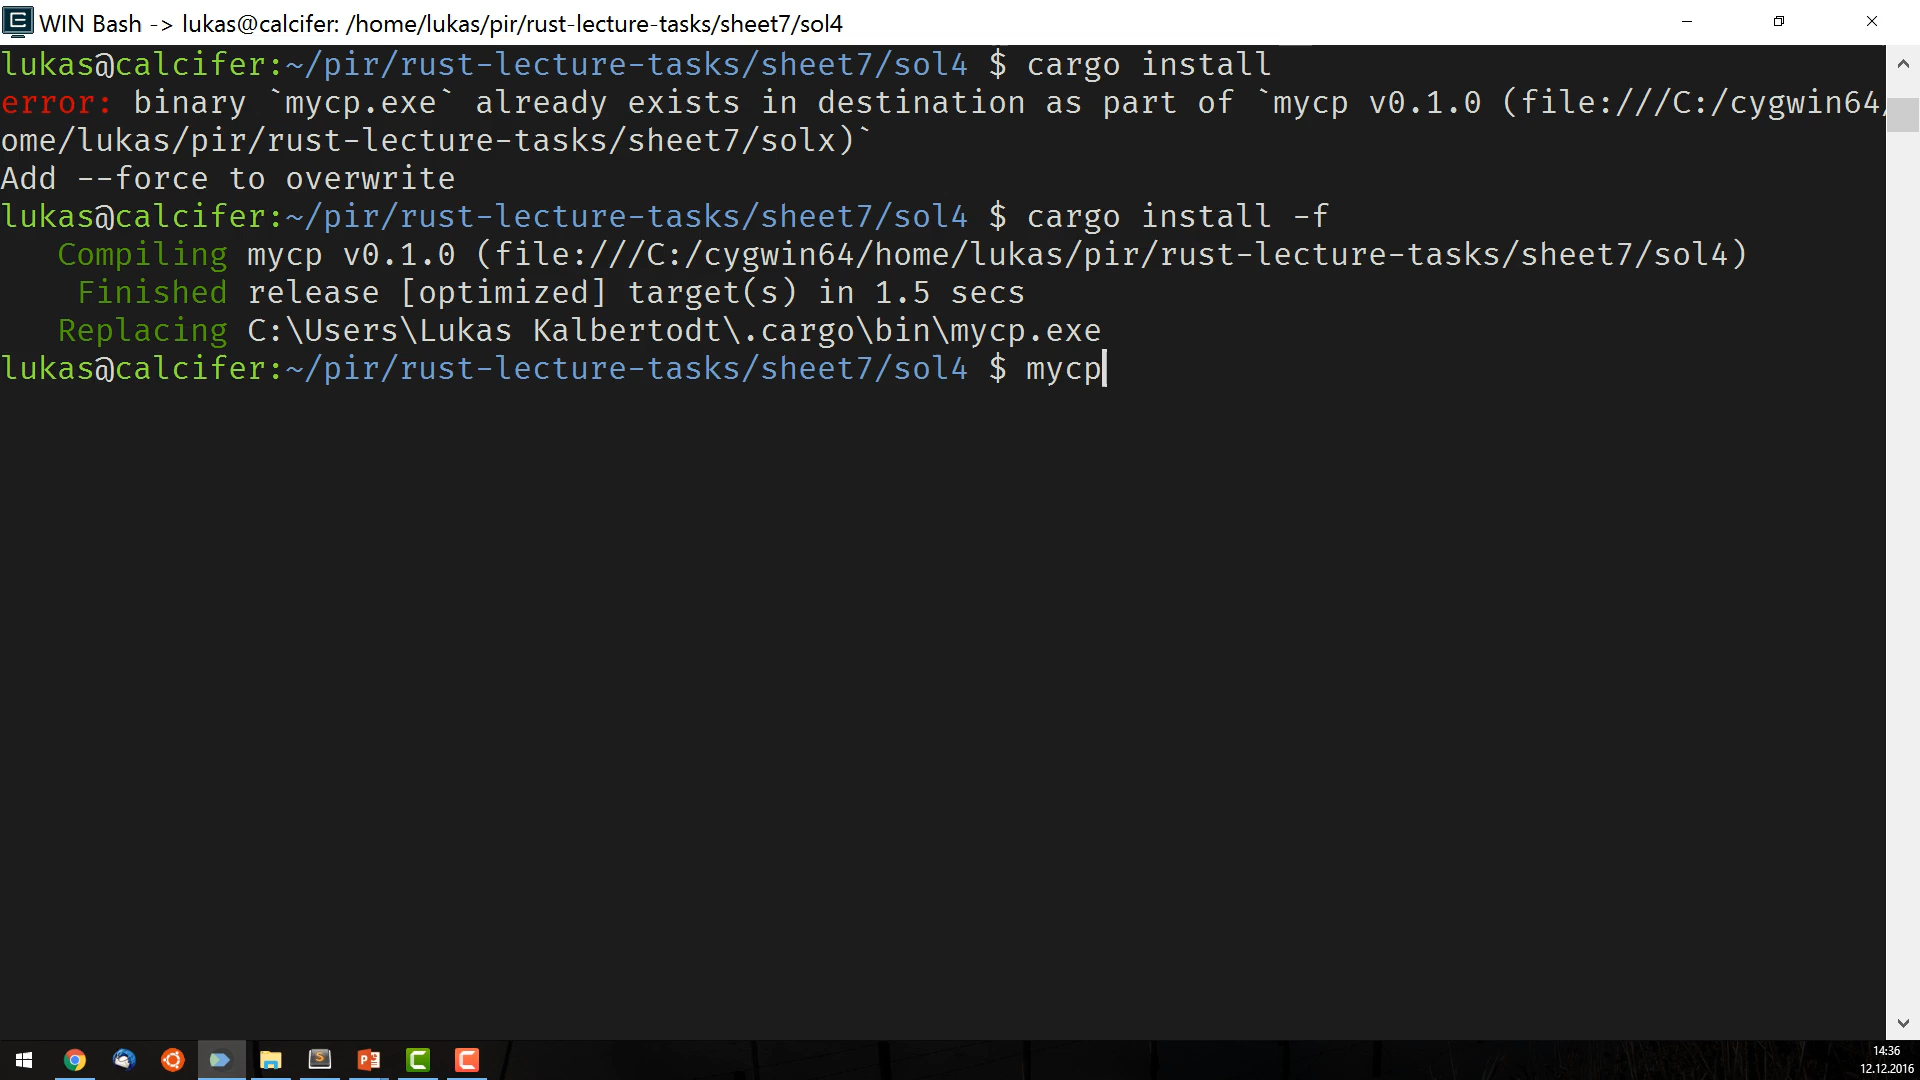 WIN Bash -> lukas@calcifer: /home/lukas/pir/rust-lecture-tasks/sheet7/sol4
lukas@calcifer:~/pir/rust-lecture-tasks/sheet7/sol4 $ cargo install
error: binary `mycp.exe` already exists in destination as part of `mycp v0.1.0 (file:///C:/cygwin64/
ome/lukas/pir/rust-lecture-tasks/sheet7/solx)`
Add --force to overwrite
lukas@calcifer:~/pir/rust-lecture-tasks/sheet7/sol4 $ cargo install -f
   Compiling mycp v0.1.0 (file:///C:/cygwin64/home/lukas/pir/rust-lecture-tasks/sheet7/sol4)
    Finished release [optimized] target(s) in 1.5 secs
   Replacing C:\Users\Lukas Kalbertodt\.cargo\bin\mycp.exe
lukas@calcifer:~/pir/rust-lecture-tasks/sheet7/sol4 $ mycp
14:36
12.12.2016